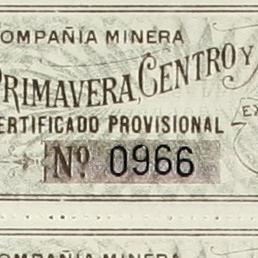 COMPAÑIA MINERA
PRIMAVERA, CENTRO Y
CERTIFICADO PROVISIONAL
Nº 0966
COMPAÑIA MINERA